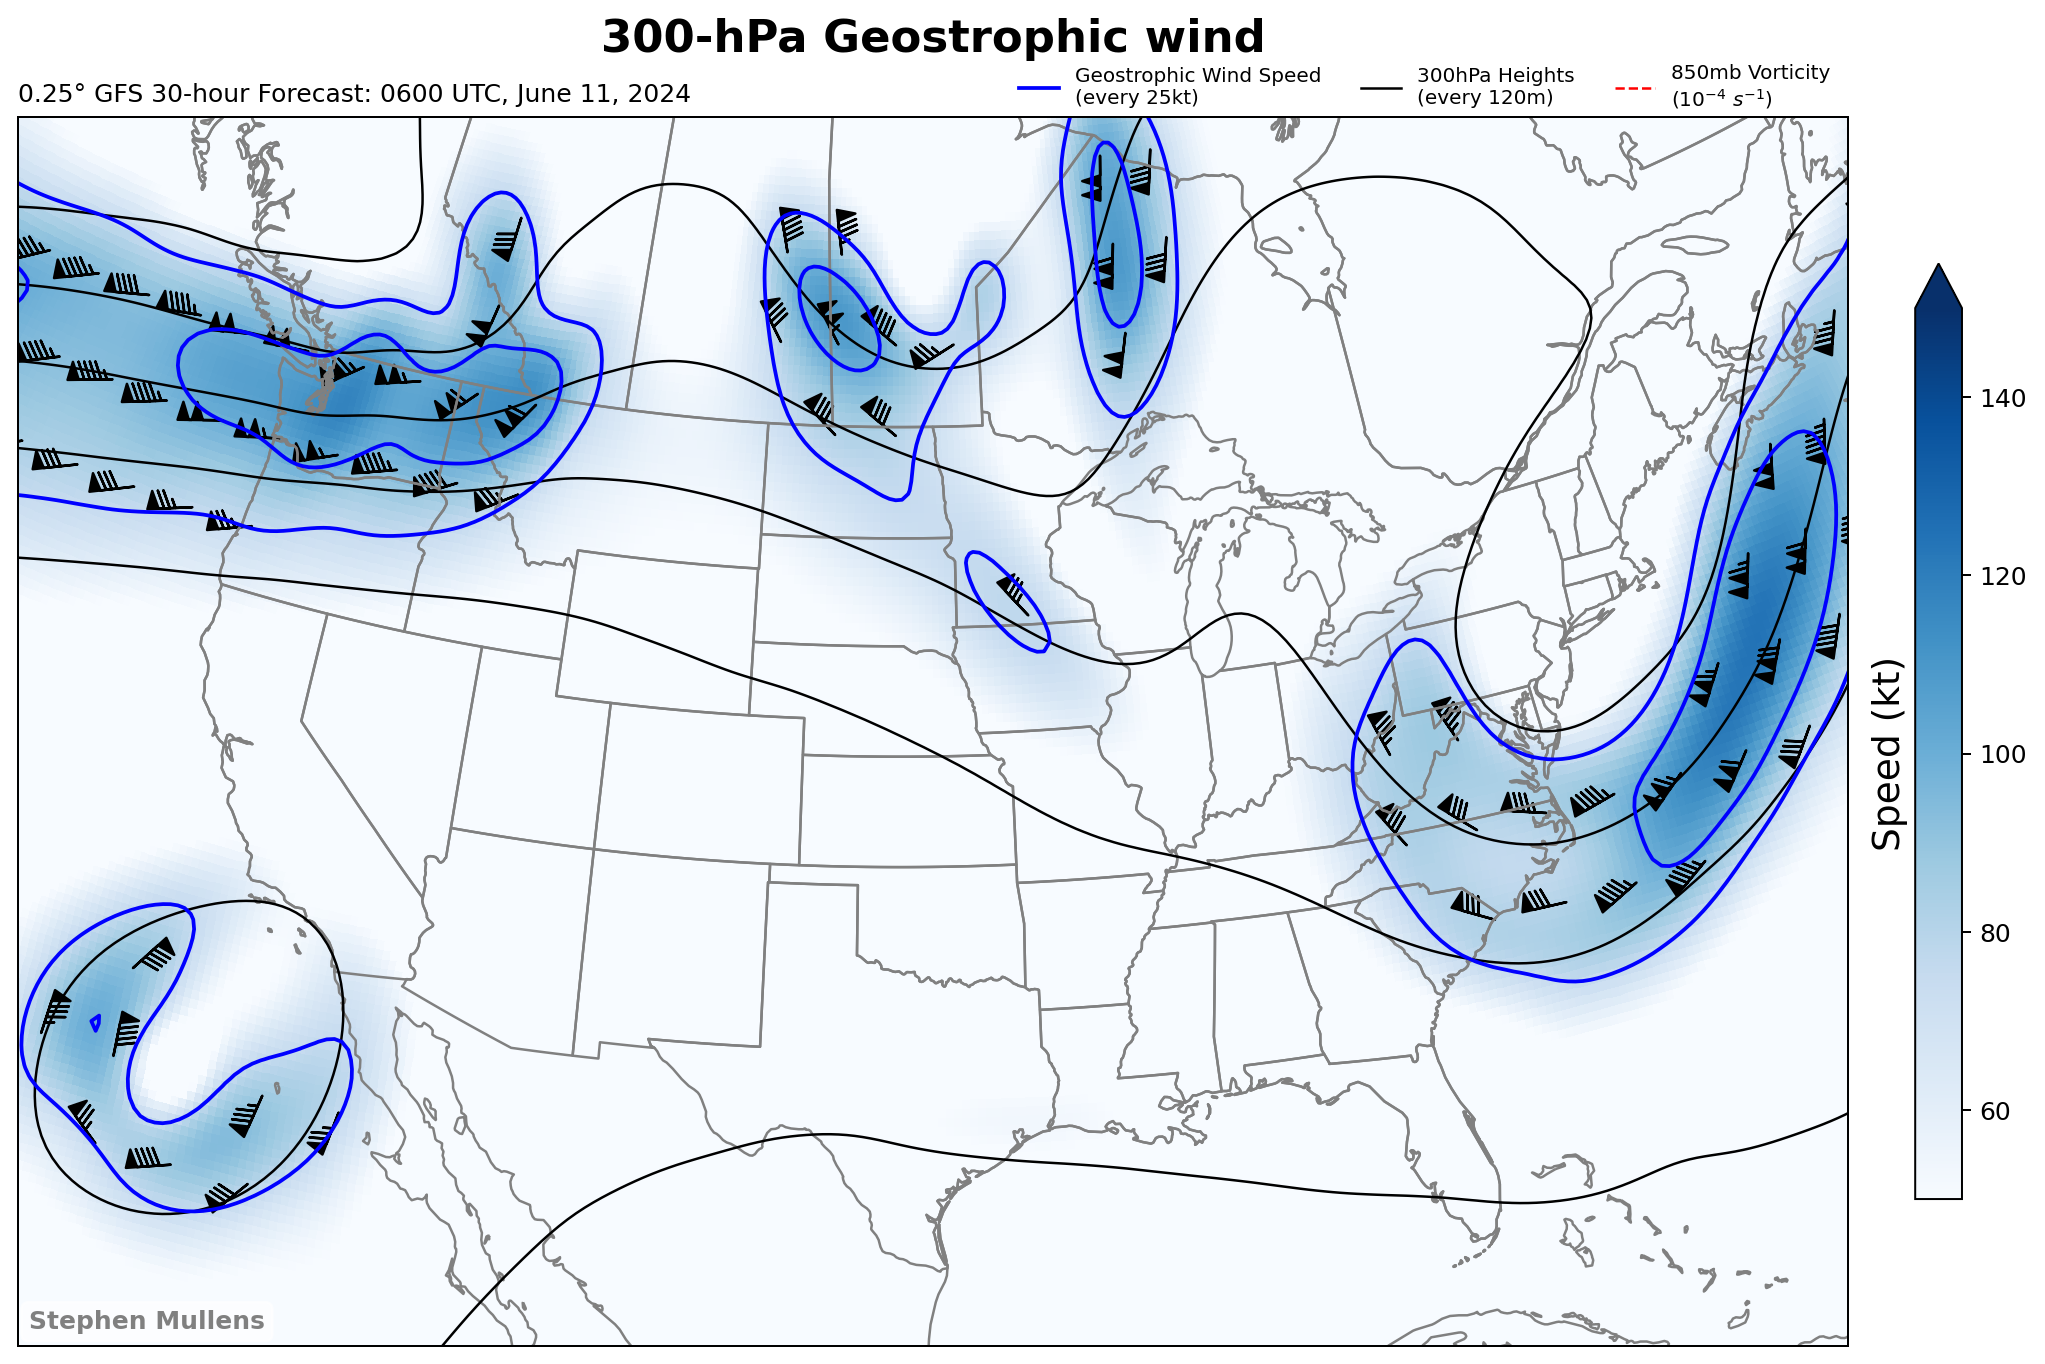 300-hPa Geostrophic wind
0.25° GFS 30-hour Forecast: 0600 UTC, June 11, 2024
Geostrophic Wind Speed
(every 25kt)
300hPa Heights
(every 120m)
850mb Vorticity
(10⁻⁴ s⁻¹)
140
120
100
80
60
Speed (kt)
Stephen Mullens